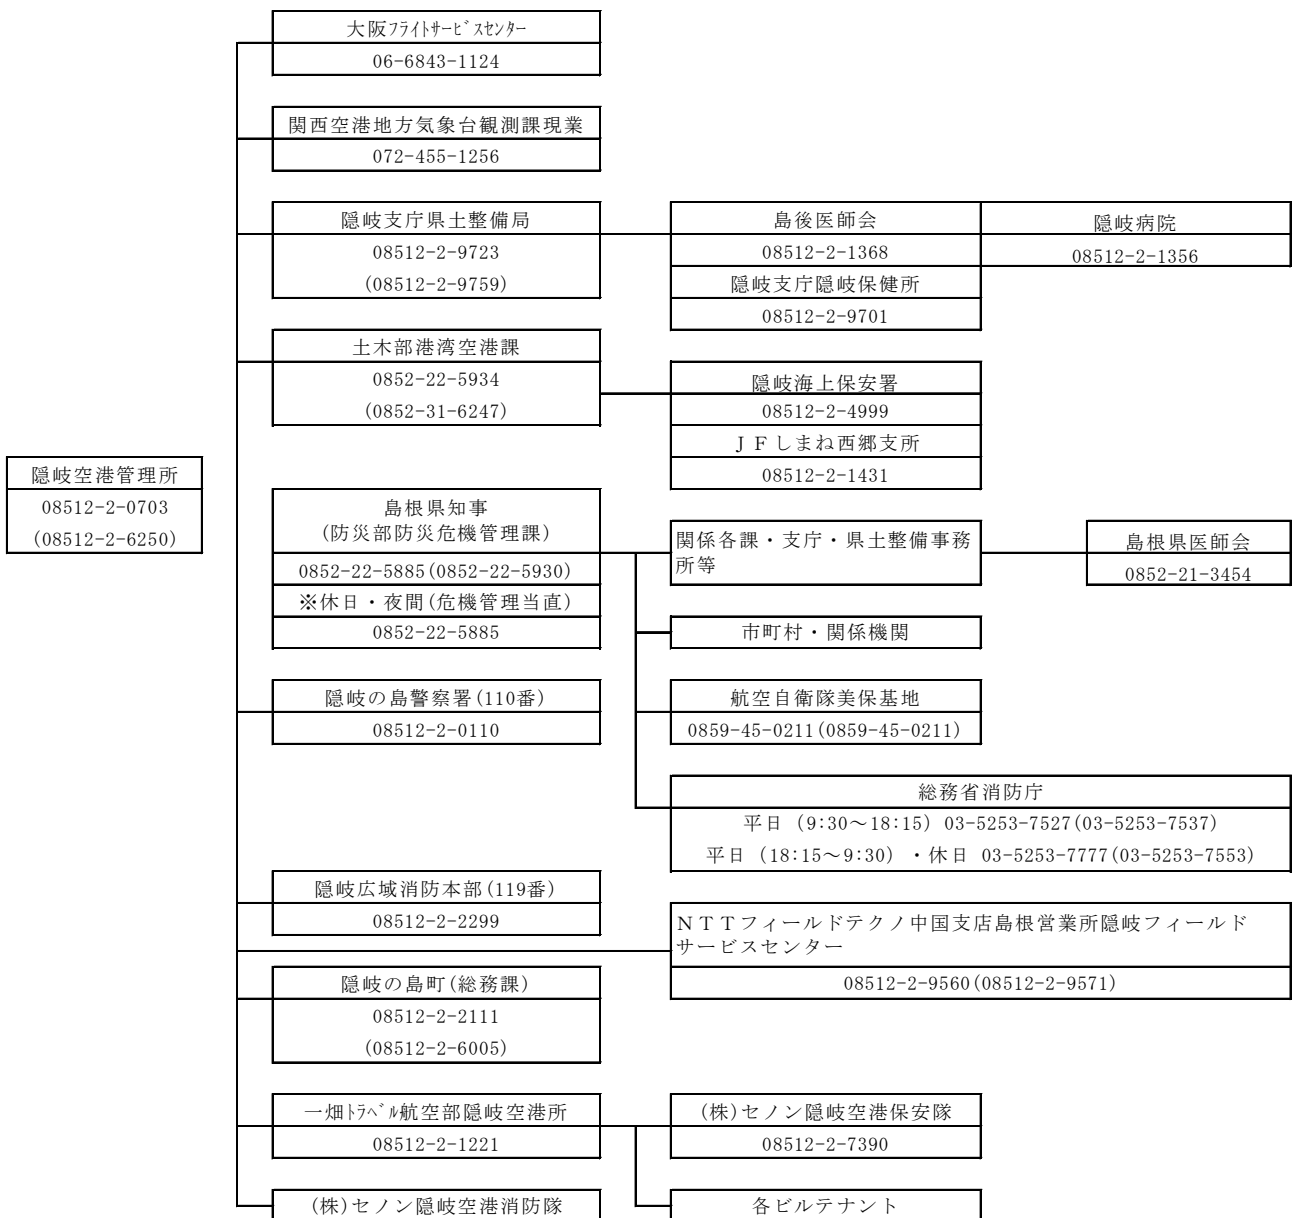 大阪ﾌﾗｲﾄｻｰﾋﾞｽｾﾝﾀｰ
06-6843-1124
関西空港地方気象台観測課現業
072-455-1256
隠岐支庁県土整備局
08512-2-9723
(08512-2-9759)
島後医師会
08512-2-1368
隠岐病院
08512-2-1356
隠岐支庁隠岐保健所
08512-2-9701
土木部港湾空港課
0852-22-5934
(0852-31-6247)
隠岐海上保安署
08512-2-4999
ＪＦしまね西郷支所
08512-2-1431
隠岐空港管理所
08512-2-0703
(08512-2-6250)
島根県知事
(防災部防災危機管理課)
0852-22-5885(0852-22-5930)
※休日・夜間(危機管理当直)
0852-22-5885
関係各課・支庁・県土整備事務
所等
島根県医師会
0852-21-3454
市町村・関係機関
隠岐の島警察署(110番)
08512-2-0110
航空自衛隊美保基地
0859-45-0211(0859-45-0211)
総務省消防庁
平日（9:30～18:15）03-5253-7527(03-5253-7537)
平日（18:15～9:30）・休日 03-5253-7777(03-5253-7553)
隠岐広域消防本部(119番)
08512-2-2299
ＮＴＴフィールドテクノ中国支店島根営業所隠岐フィールド
サービスセンター
08512-2-9560(08512-2-9571)
隠岐の島町(総務課)
08512-2-2111
(08512-2-6005)
一畑ﾄﾗﾍﾞﾙ航空部隠岐空港所
08512-2-1221
(株)セノン隠岐空港保安隊
08512-2-7390
(株)セノン隠岐空港消防隊
各ビルテナント